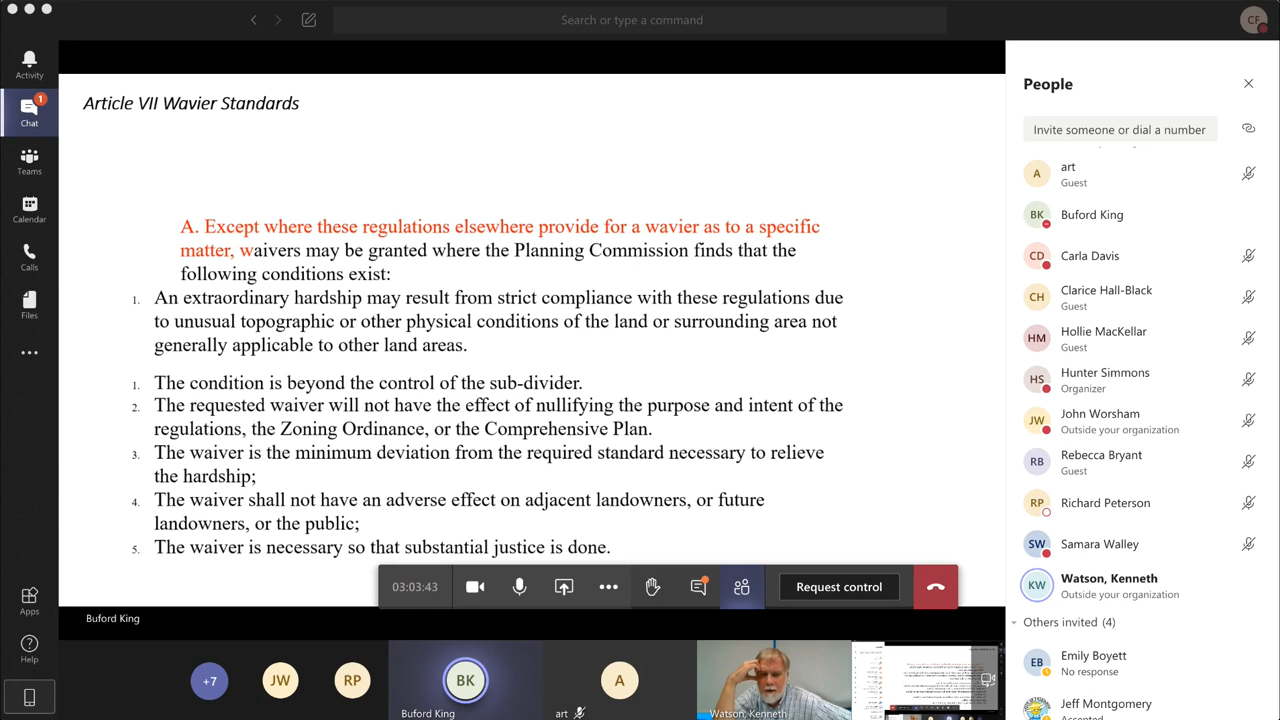 Search or type a command
CF
Activity
1
Chat
Teams
Calendar
Calls
Files
Apps
Help
Article VII Wavier Standards
A. Except where these regulations elsewhere provide for a wavier as to a specific
matter, waivers may be granted where the Planning Commission finds that the
following conditions exist:
1. An extraordinary hardship may result from strict compliance with these regulations due
to unusual topographic or other physical conditions of the land or surrounding area not
generally applicable to other land areas.
1. The condition is beyond the control of the sub-divider.
2. The requested waiver will not have the effect of nullifying the purpose and intent of the
regulations, the Zoning Ordinance, or the Comprehensive Plan.
3. The waiver is the minimum deviation from the required standard necessary to relieve
the hardship;
4. The waiver shall not have an adverse effect on adjacent landowners, or future
landowners, or the public;
5. The waiver is necessary so that substantial justice is done.
03:03:43
Request control
Buford King
-7
W
RP
BK
A
Buford King
Watson, Kenneth
People
Invite someone or dial a number
A
art
Guest
BK
Buford King
CD
Carla Davis
CH
Clarice Hall-Black
Guest
HM
Hollie MacKellar
Guest
HS
Hunter Simmons
Organizer
JW
John Worsham
Outside your organization
RB
Rebecca Bryant
Guest
RP
Richard Peterson
SW
Samara Walley
KW
Watson, Kenneth
Outside your organization
Others invited (4)
EB
Emily Boyett
No response
Jeff Montgomery
Accepted